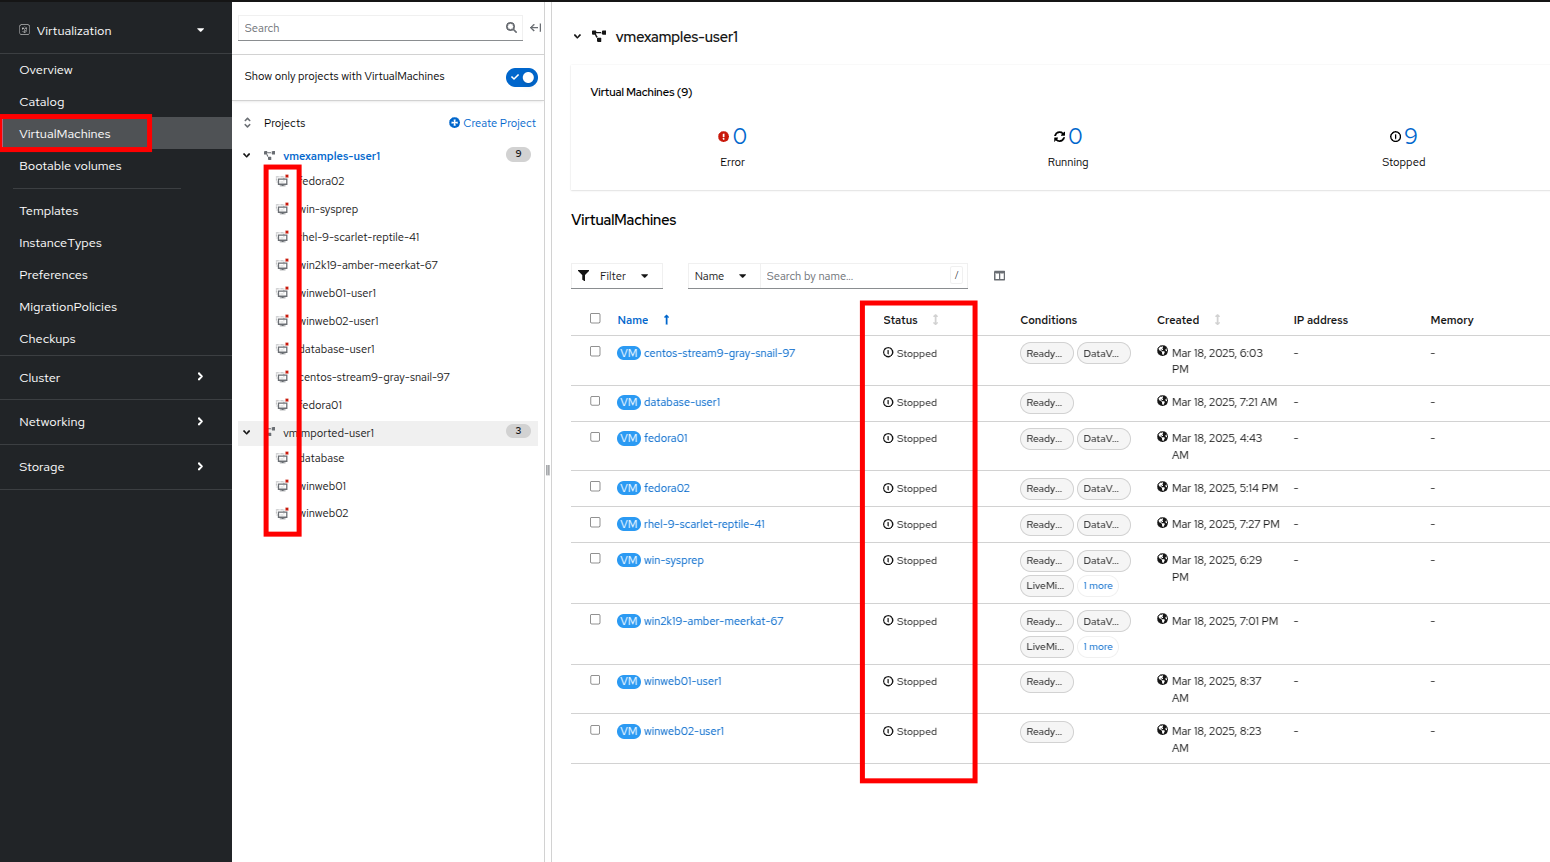 Virtualization
Overview
Catalog
VirtualMachines
Bootable volumes
Templates
InstanceTypes
Preferences
MigrationPolicies
Checkups
Cluster
Networking
Storage
Search
Show only projects with VirtualMachines
Projects Create Project
vmexamples-user1 9
fedora02
win-sysprep
rhel-9-scarlet-reptile-41
win2k19-amber-meerkat-67
winweb01-user1
winweb02-user1
database-user1
centos-stream9-gray-snail-97
fedora01
vmimported-user1 3
database
winweb01
winweb02
vmexamples-user1
Virtual Machines (9)
0 0 9
Error Running Stopped
VirtualMachines
Filter Name Search by name... /
Name Status Conditions Created IP address Memory
VM centos-stream9-gray-snail-97 Stopped Ready... DataV... Mar 18, 2025, 6:03 - -
PM
VM database-user1 Stopped Ready... Mar 18, 2025, 7:21 AM - -
VM fedora01 Stopped Ready... DataV... Mar 18, 2025, 4:43 - -
AM
VM fedora02 Stopped Ready... DataV... Mar 18, 2025, 5:14 PM - -
VM rhel-9-scarlet-reptile-41 Stopped Ready... DataV... Mar 18, 2025, 7:27 PM - -
VM win-sysprep Stopped Ready... DataV... Mar 18, 2025, 6:29 - -
PM
LiveMi... 1 more
VM win2k19-amber-meerkat-67 Stopped Ready... DataV... Mar 18, 2025, 7:01 PM - -
LiveMi... 1 more
VM winweb01-user1 Stopped Ready... Mar 18, 2025, 8:37 - -
AM
VM winweb02-user1 Stopped Ready... Mar 18, 2025, 8:23 - -
AM